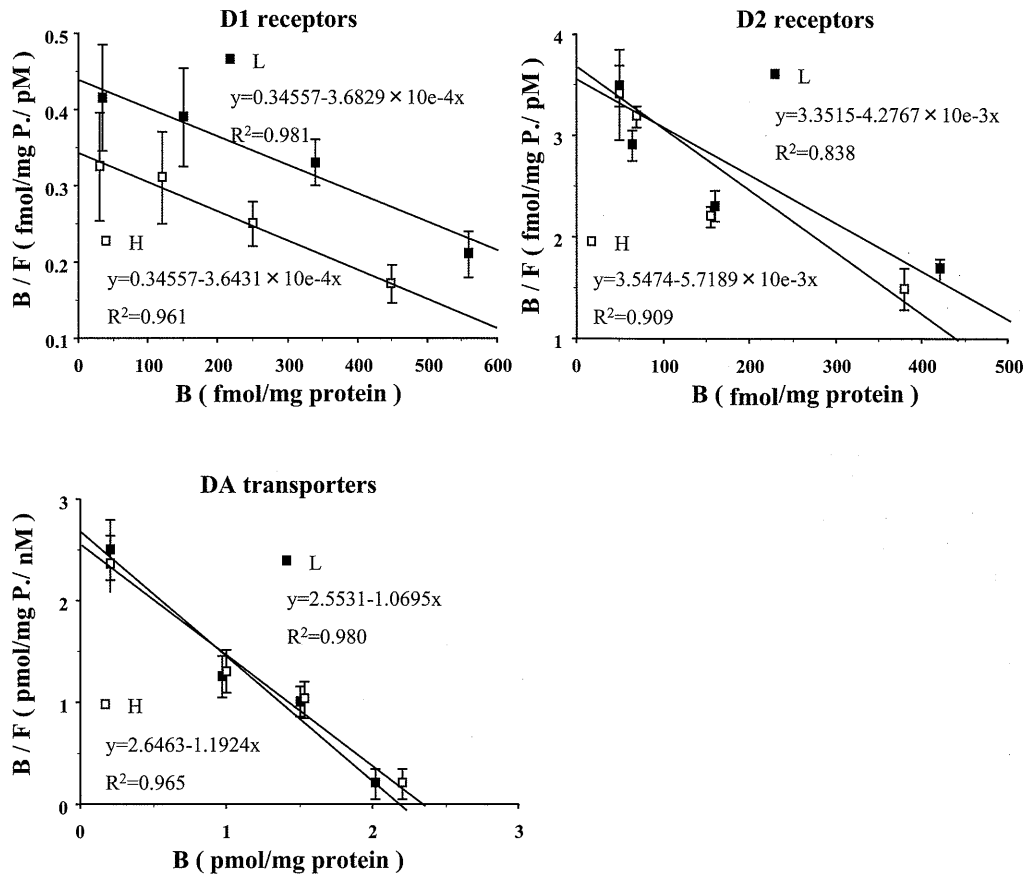 D1 receptors
B / F ( fmol/mg P./ pM)
0.5
0.4
0.3
0.2
0.1
L
y=0.34557-3.6829×10e-4x
R²=0.981
H
y=0.34557-3.6431×10e-4x
R²=0.961
0 100 200 300 400 500 600
B ( fmol/mg protein )
D2 receptors
B / F ( fmol/mg P./ pM)
4
3
2
1
L
y=3.3515-4.2767×10e-3x
R²=0.838
H
y=3.5474-5.7189×10e-3x
R²=0.909
0 100 200 300 400 500
B ( fmol/mg protein )
DA transporters
B / F ( pmol/mg P./ nM )
3
2
1
0
L
y=2.5531-1.0695x
R²=0.980
H
y=2.6463-1.1924x
R²=0.965
0 1 2 3
B ( pmol/mg protein )